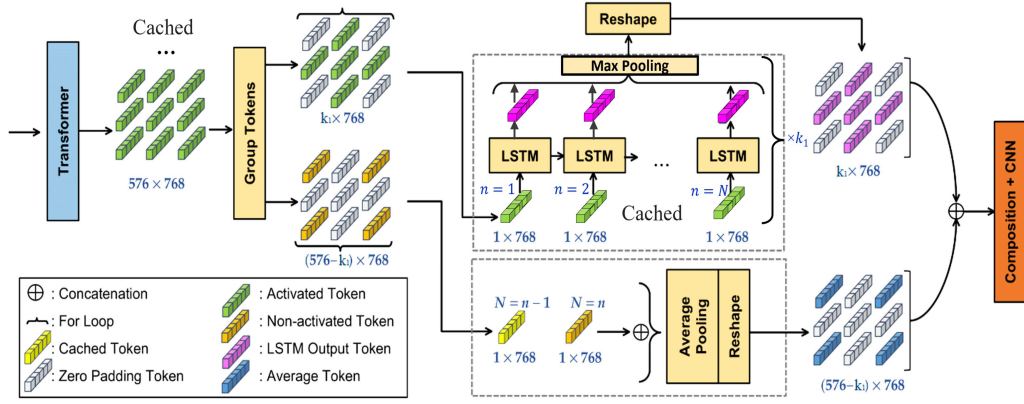 Cached
...
Transformer
576 × 768
Group Tokens
k₁× 768
(576−k₁) × 768
Reshape
Max Pooling
LSTM
LSTM
...
LSTM
n = 1
n = 2
n = N
Cached
1 × 768
1 × 768
1 × 768
×k₁
k₁× 768
N = n − 1
N = n
1 × 768
1 × 768
Average Pooling
Reshape
(576−k₁) × 768
Composition + CNN
: Concatenation
: For Loop
: Cached Token
: Zero Padding Token
: Activated Token
: Non-activated Token
: LSTM Output Token
: Average Token